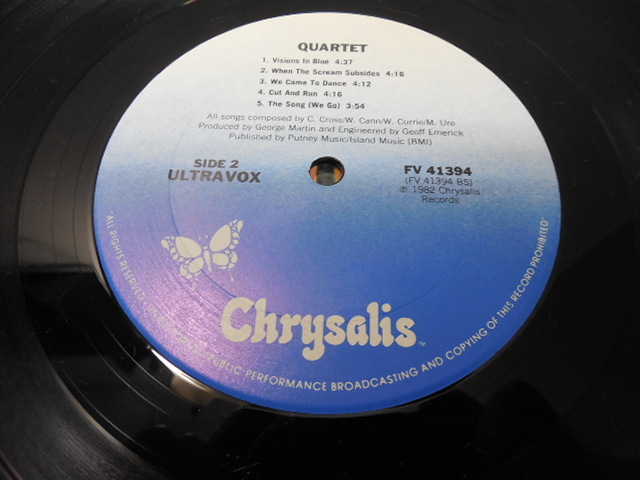 QUARTET
1. Visions In Blue 4:37
2. When The Scream Subsides 4:16
3. We Came To Dance 4:12
4. Cut And Run 4:16
5. The Song (We Go) 3:54
All songs composed by C. Cross/W. Cann/W. Currie/M. Ure
Produced by George Martin and Engineered by Geoff Emerick
Published by Putney Music/Island Music (BMI)
SIDE 2
ULTRAVOX
FV 41394
(FV 41394 BS)
℗ 1982 Chrysalis
Records
Chrysalis
ALL RIGHTS RESERVED PUBLIC PERFORMANCE BROADCASTING AND COPYING OF THIS RECORD PROHIBITED